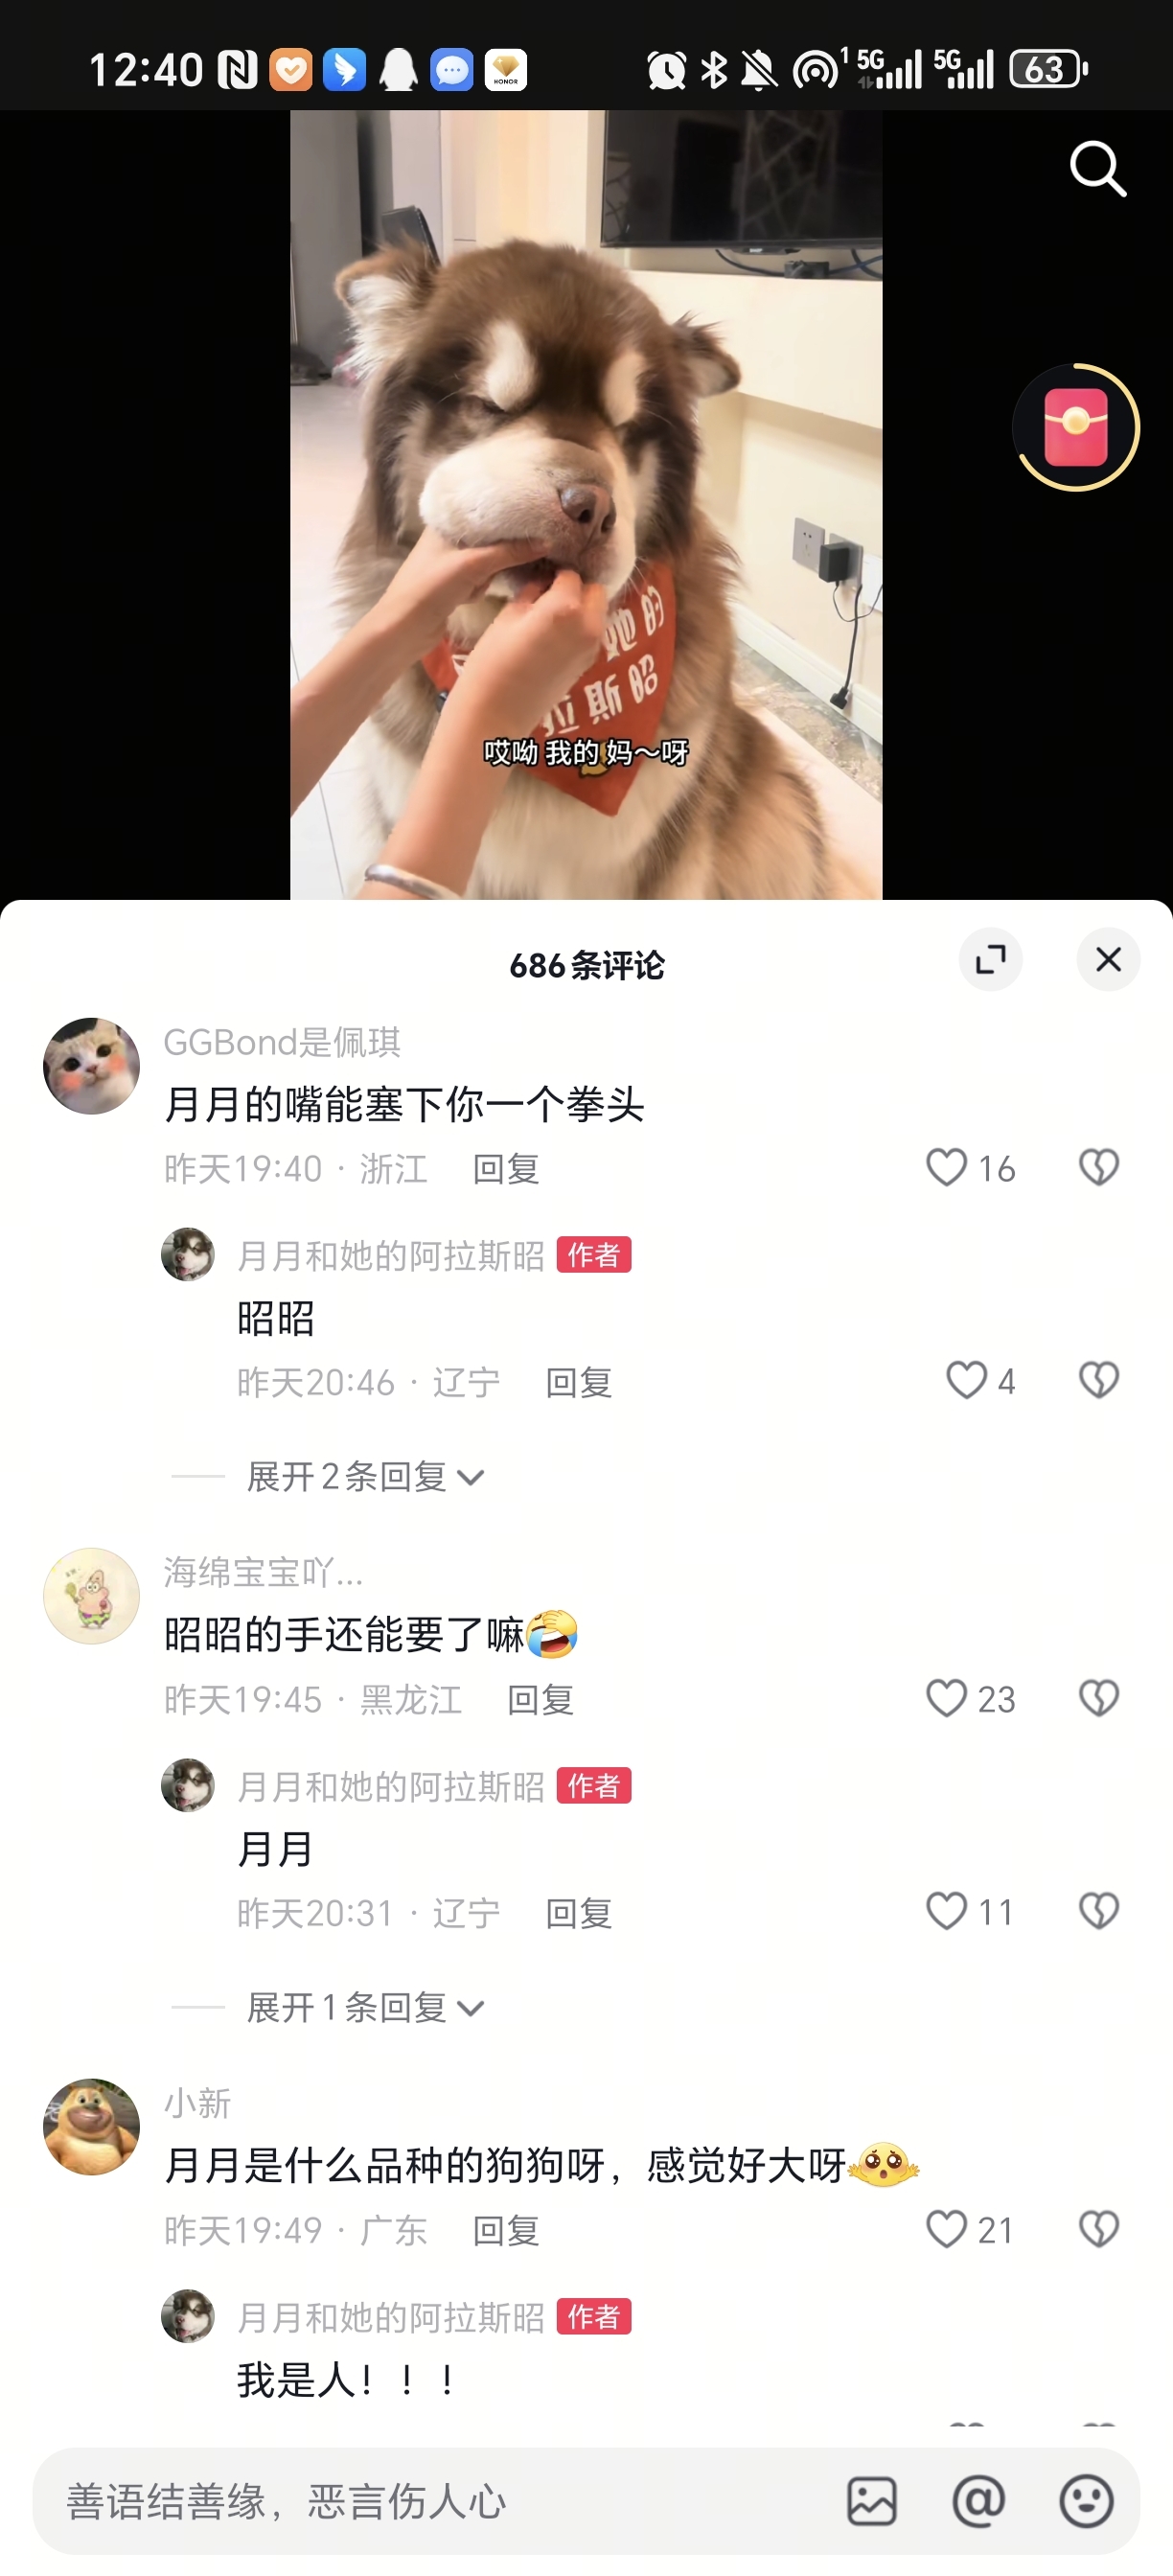 12:40
HONOR
1 5G 5G 63
她的
拉斯昭
哎呦 我的 妈～呀
686条评论
GGBond是佩琪
月月的嘴能塞下你一个拳头
昨天19:40 · 浙江 回复 16
月月和她的阿拉斯昭 作者
昭昭
昨天20:46 · 辽宁 回复 4
展开2条回复
海绵宝宝吖...
昭昭的手还能要了嘛
昨天19:45 · 黑龙江 回复 23
月月和她的阿拉斯昭 作者
月月
昨天20:31 · 辽宁 回复 11
展开1条回复
小新
月月是什么品种的狗狗呀，感觉好大呀
昨天19:49 · 广东 回复 21
月月和她的阿拉斯昭 作者
我是人！！！
善语结善缘，恶言伤人心